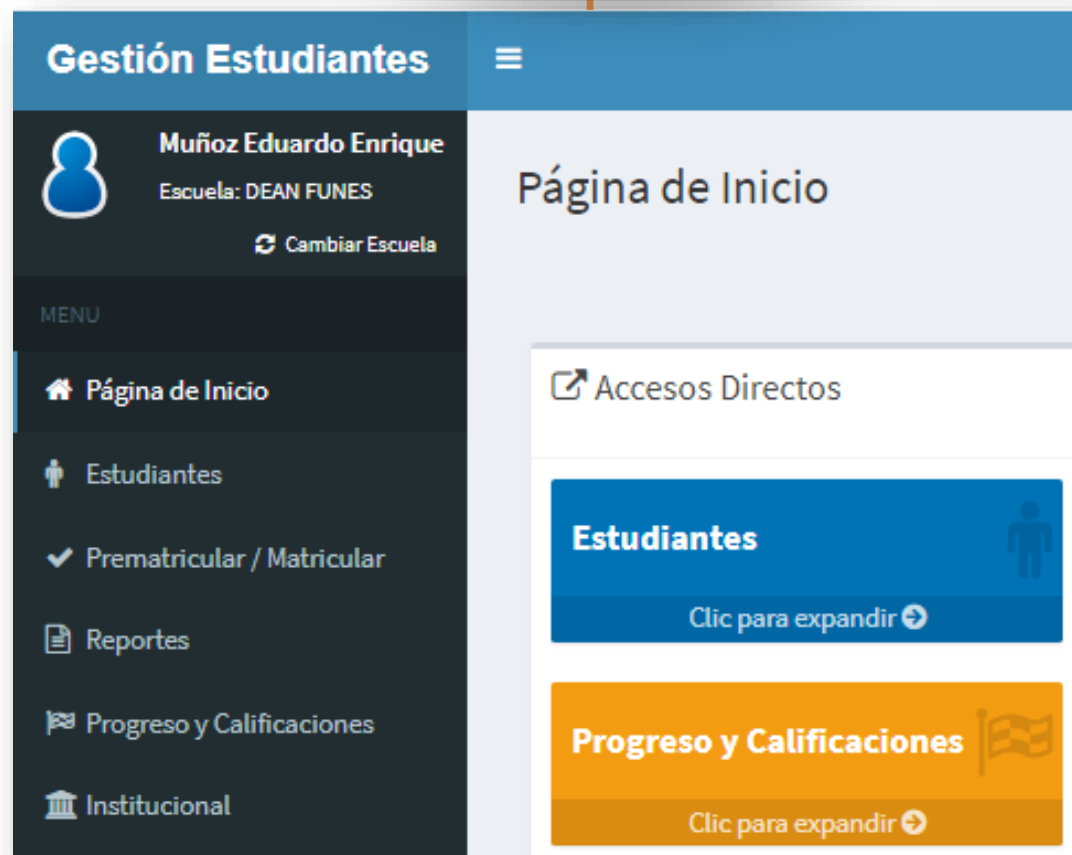 Gestión Estudiantes
Muñoz Eduardo Enrique
Escuela: DEAN FUNES
Cambiar Escuela
MENU
Página de Inicio
Estudiantes
Prematricular / Matricular
Reportes
Progreso y Calificaciones
Institucional
Página de Inicio
Accesos Directos
Estudiantes
Clic para expandir
Progreso y Calificaciones
Clic para expandir